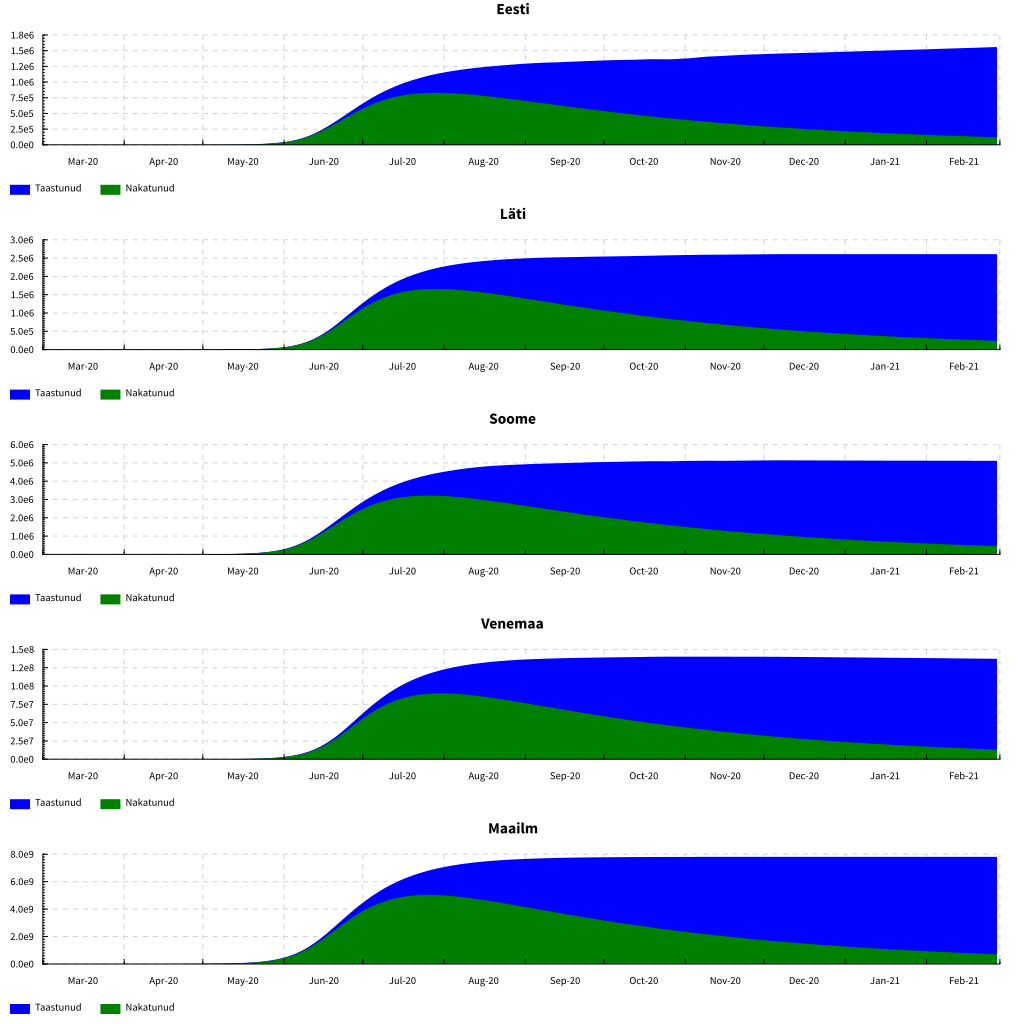 Eesti
1.8e6
1.5e6
1.2e6
1.0e6
7.5e5
5.0e5
2.5e5
0.0e0
Mar-20 Apr-20 May-20 Jun-20 Jul-20 Aug-20 Sep-20 Oct-20 Nov-20 Dec-20 Jan-21 Feb-21
Taastunud Nakatunud
Läti
3.0e6
2.5e6
2.0e6
1.5e6
1.0e6
5.0e5
0.0e0
Mar-20 Apr-20 May-20 Jun-20 Jul-20 Aug-20 Sep-20 Oct-20 Nov-20 Dec-20 Jan-21 Feb-21
Taastunud Nakatunud
Soome
6.0e6
5.0e6
4.0e6
3.0e6
2.0e6
1.0e6
0.0e0
Mar-20 Apr-20 May-20 Jun-20 Jul-20 Aug-20 Sep-20 Oct-20 Nov-20 Dec-20 Jan-21 Feb-21
Taastunud Nakatunud
Venemaa
1.5e8
1.2e8
1.0e8
7.5e7
5.0e7
2.5e7
0.0e0
Mar-20 Apr-20 May-20 Jun-20 Jul-20 Aug-20 Sep-20 Oct-20 Nov-20 Dec-20 Jan-21 Feb-21
Taastunud Nakatunud
Maailm
8.0e9
6.0e9
4.0e9
2.0e9
0.0e0
Mar-20 Apr-20 May-20 Jun-20 Jul-20 Aug-20 Sep-20 Oct-20 Nov-20 Dec-20 Jan-21 Feb-21
Taastunud Nakatunud